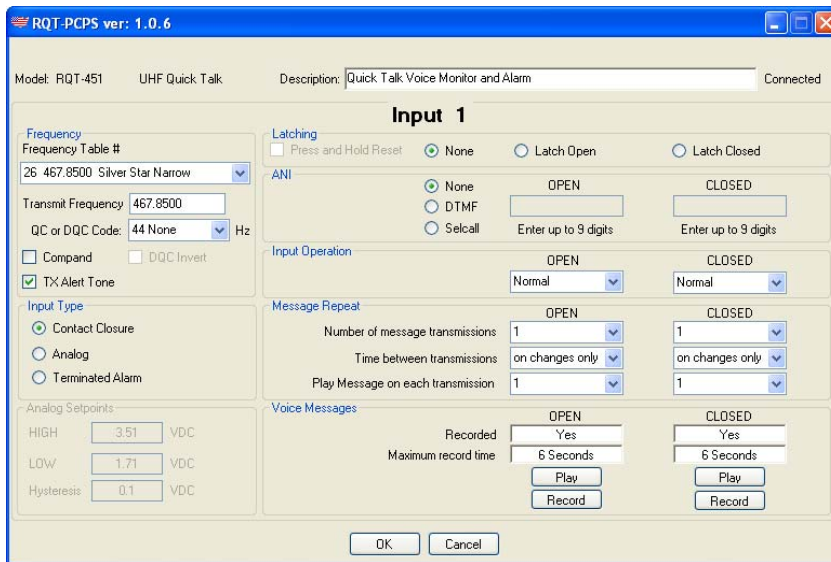 RQT-PCPS ver: 1.0.6
Model: RQT-451 UHF Quick Talk Description: Quick Talk Voice Monitor and Alarm Connected
Input 1
Frequency
Frequency Table #
26 467.8500 Silver Star Narrow
Transmit Frequency 467.8500
QC or DQC Code: 44 None Hz
Compand DQC Invert
TX Alert Tone
Input Type
Contact Closure
Analog
Terminated Alarm
Analog Setpoints
HIGH 3.51 VDC
LOW 1.71 VDC
Hysteresis 0.1 VDC
Latching
Press and Hold Reset None Latch Open Latch Closed
ANI
None OPEN CLOSED
DTMF
Selcall Enter up to 9 digits Enter up to 9 digits
Input Operation
OPEN CLOSED
Normal Normal
Message Repeat
OPEN CLOSED
Number of message transmissions 1 1
Time between transmissions on changes only on changes only
Play Message on each transmission 1 1
Voice Messages
OPEN CLOSED
Recorded Yes Yes
Maximum record time 6 Seconds 6 Seconds
Play Play
Record Record
OK Cancel